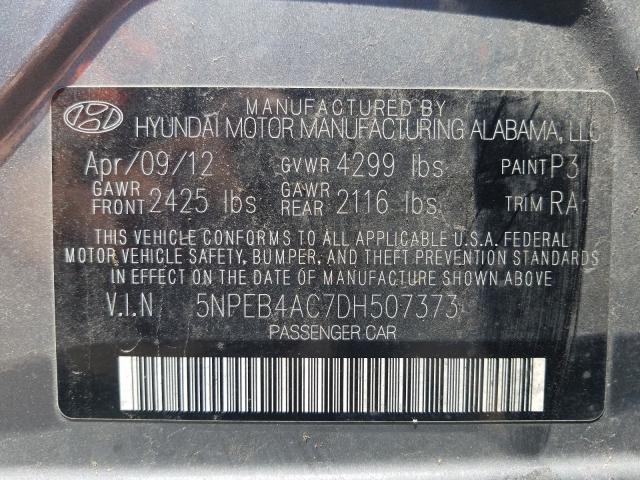 MANUFACTURED BY
HYUNDAI MOTOR MANUFACTURING ALABAMA, LLC
Apr/09/12 GVWR 4299 lbs PAINT P3
GAWR FRONT 2425 lbs GAWR REAR 2116 lbs TRIM RA
THIS VEHICLE CONFORMS TO ALL APPLICABLE U.S.A. FEDERAL
MOTOR VEHICLE SAFETY, BUMPER, AND THEFT PREVENTION STANDARDS
IN EFFECT ON THE DATE OF MANUFACTURE SHOWN ABOVE
V.I.N 5NPEB4AC7DH507373
PASSENGER CAR